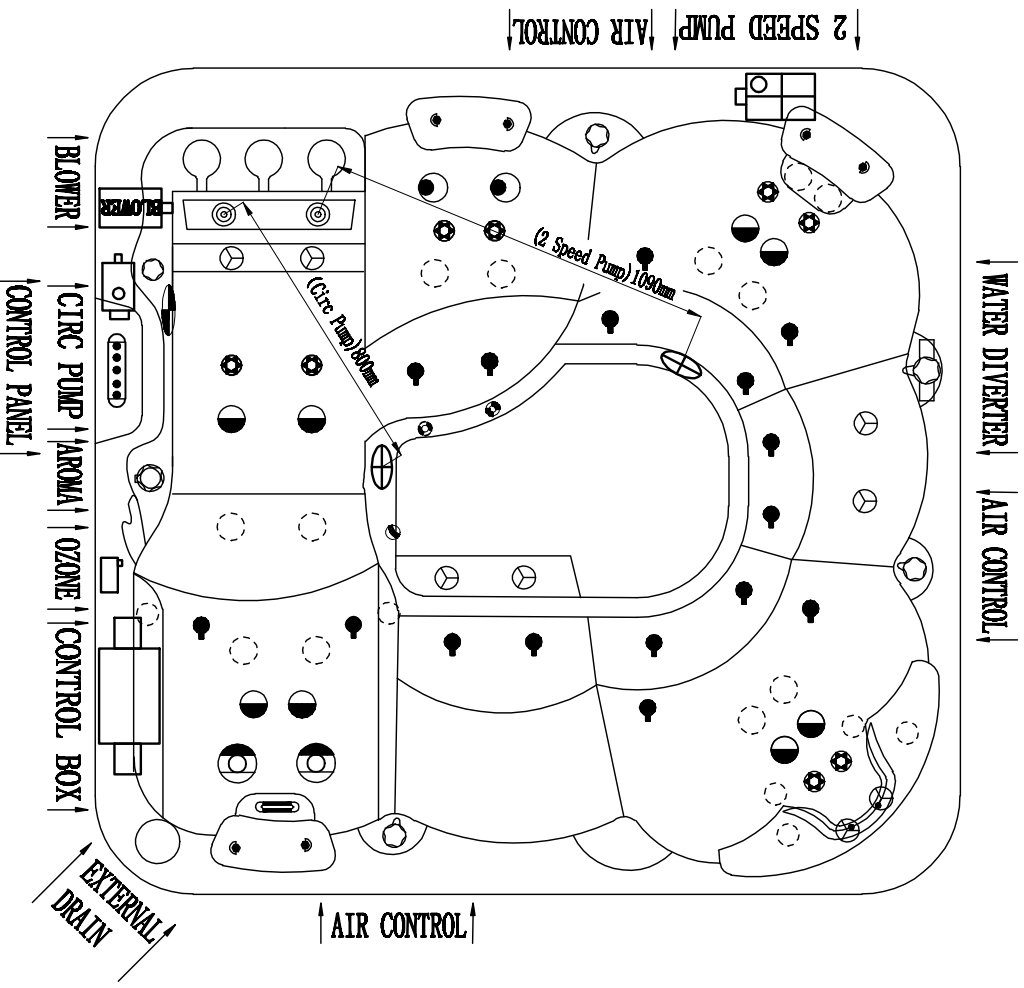 2 SPEED PUMP
AIR CONTROL
BLOWER
BLOWER
(2 Speed Pump)1090mm
(Circ Pump)800mm
CIRC PUMP
CONTROL PANEL
WATER DIVERTER
AROMA
AIR CONTROL
OZONE
CONTROL BOX
EXTERNAL
DRAIN
AIR CONTROL